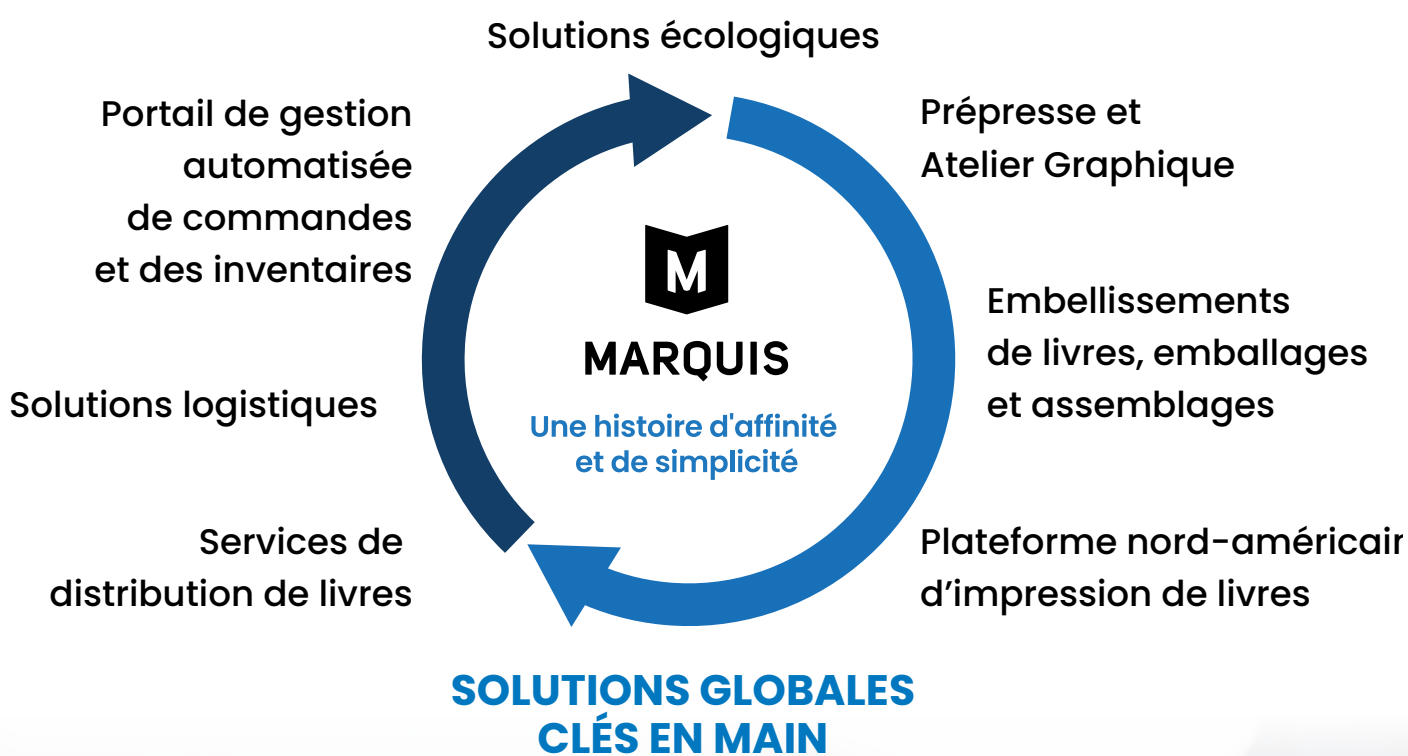 Solutions écologiques
Portail de gestion
automatisée
de commandes
et des inventaires
Prépresse et
Atelier Graphique
M
MARQUIS
Une histoire d'affinité
et de simplicité
Embellissements
de livres, emballages
et assemblages
Solutions logistiques
Services de
distribution de livres
Plateforme
d’impression de livres
SOLUTIONS GLOBALES
CLÉS EN MAIN